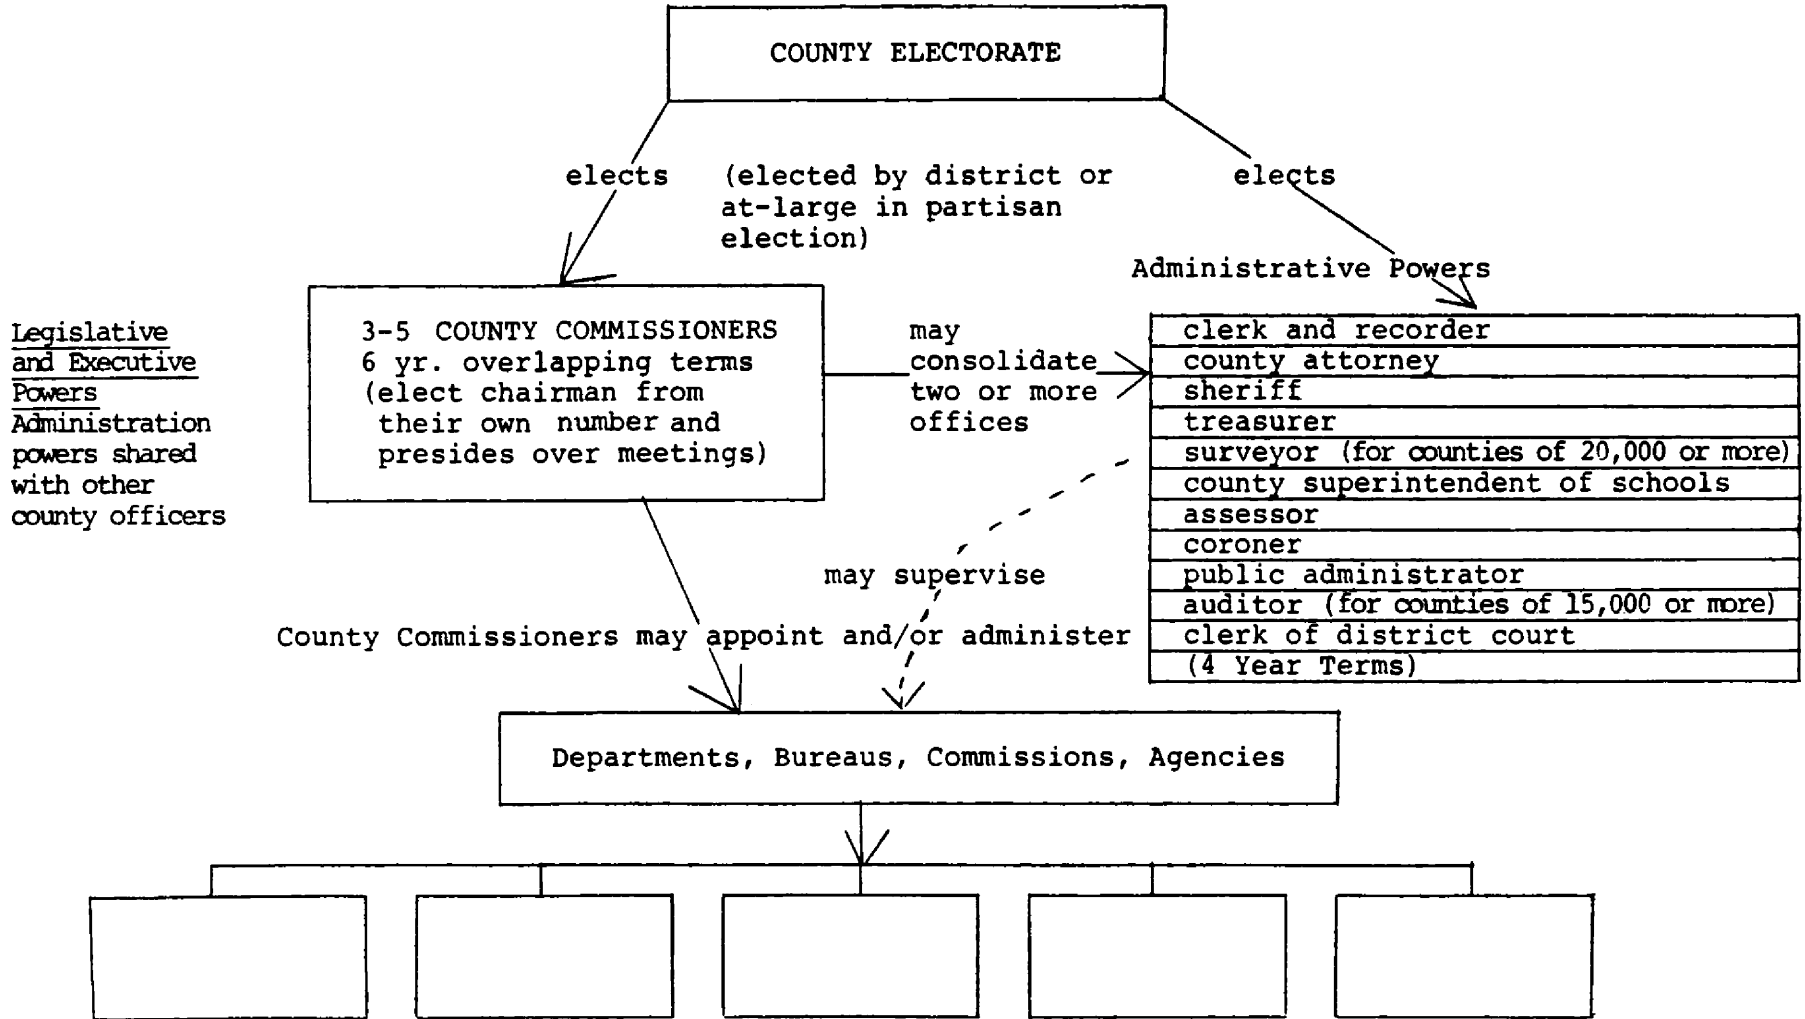 COUNTY ELECTORATE
elects
(elected by district or
at-large in partisan
election)
elects
Legislative
and Executive
Powers
Administration
powers shared
with other
county officers
3-5 COUNTY COMMISSIONERS
6 yr. overlapping terms
(elect chairman from
their own number and
presides over meetings)
may
consolidate
two or more
offices
Administrative Powers
clerk and recorder
county attorney
sheriff
treasurer
surveyor (for counties of 20,000 or more)
county superintendent of schools
assessor
coroner
public administrator
auditor (for counties of 15,000 or more)
clerk of district court
(4 Year Terms)
may supervise
County Commissioners may appoint and/or administer
Departments, Bureaus, Commissions, Agencies